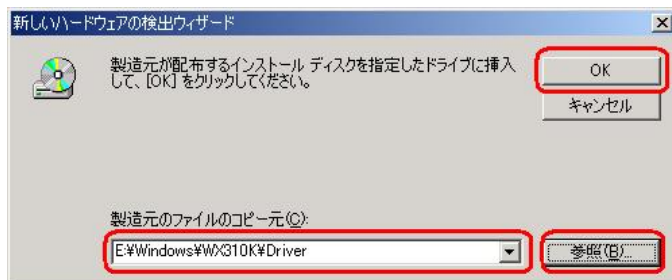 新しいハードウェアの検出ウィザード
製造元が配布するインストール ディスクを指定したドライブに挿入
して、[OK] をクリックしてください。
OK
キャンセル
製造元のファイルのコピー元(C):
E:¥Windows¥WX310K¥Driver
参照(B)...